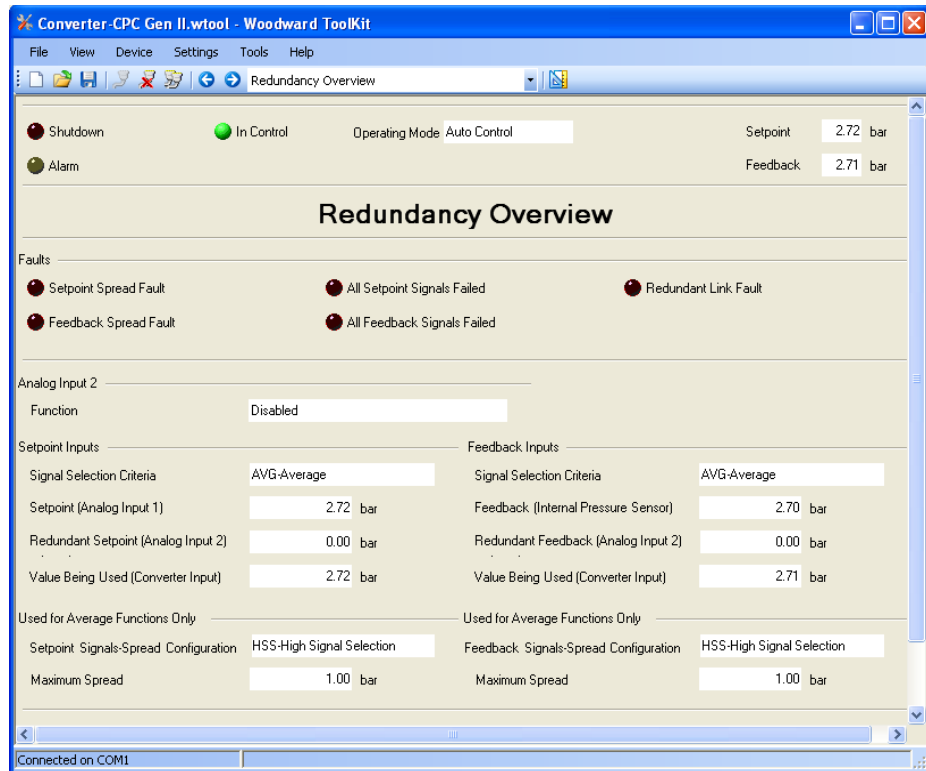 Converter-CPC Gen II.wtool - Woodward ToolKit
File View Device Settings Tools Help
Redundancy Overview
Shutdown In Control Operating Mode Auto Control Setpoint 2.72 bar
Alarm Feedback 2.71 bar
Redundancy Overview
Faults
Setpoint Spread Fault All Setpoint Signals Failed Redundant Link Fault
Feedback Spread Fault All Feedback Signals Failed
Analog Input 2
Function Disabled
Setpoint Inputs Feedback Inputs
Signal Selection Criteria AVG-Average Signal Selection Criteria AVG-Average
Setpoint (Analog Input 1) 2.72 bar Feedback (Internal Pressure Sensor) 2.70 bar
Redundant Setpoint (Analog Input 2) 0.00 bar Redundant Feedback (Analog Input 2) 0.00 bar
Value Being Used (Converter Input) 2.72 bar Value Being Used (Converter Input) 2.71 bar
Used for Average Functions Only Used for Average Functions Only
Setpoint Signals-Spread Configuration HSS-High Signal Selection Feedback Signals-Spread Configuration HSS-High Signal Selection
Maximum Spread 1.00 bar Maximum Spread 1.00 bar
Connected on COM1